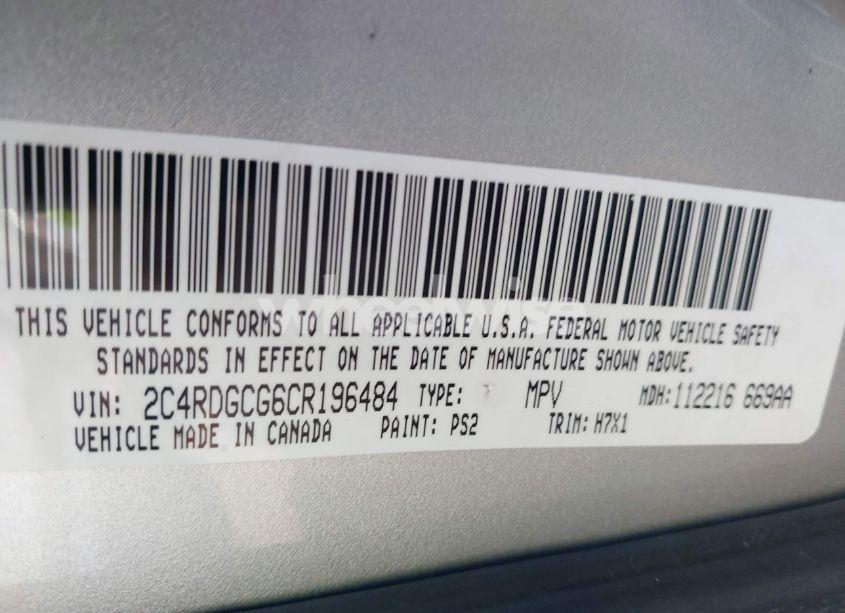 THIS VEHICLE CONFORMS TO ALL APPLICABLE U.S.A. FEDERAL MOTOR VEHICLE SAFETY
STANDARDS IN EFFECT ON THE DATE OF MANUFACTURE SHOWN ABOVE.
VIN: 2C4RDGCG6CR196484 TYPE: MPV MDH:112216 669AA
VEHICLE MADE IN CANADA PAINT: PS2 TRIM: H7X1
wheelwise